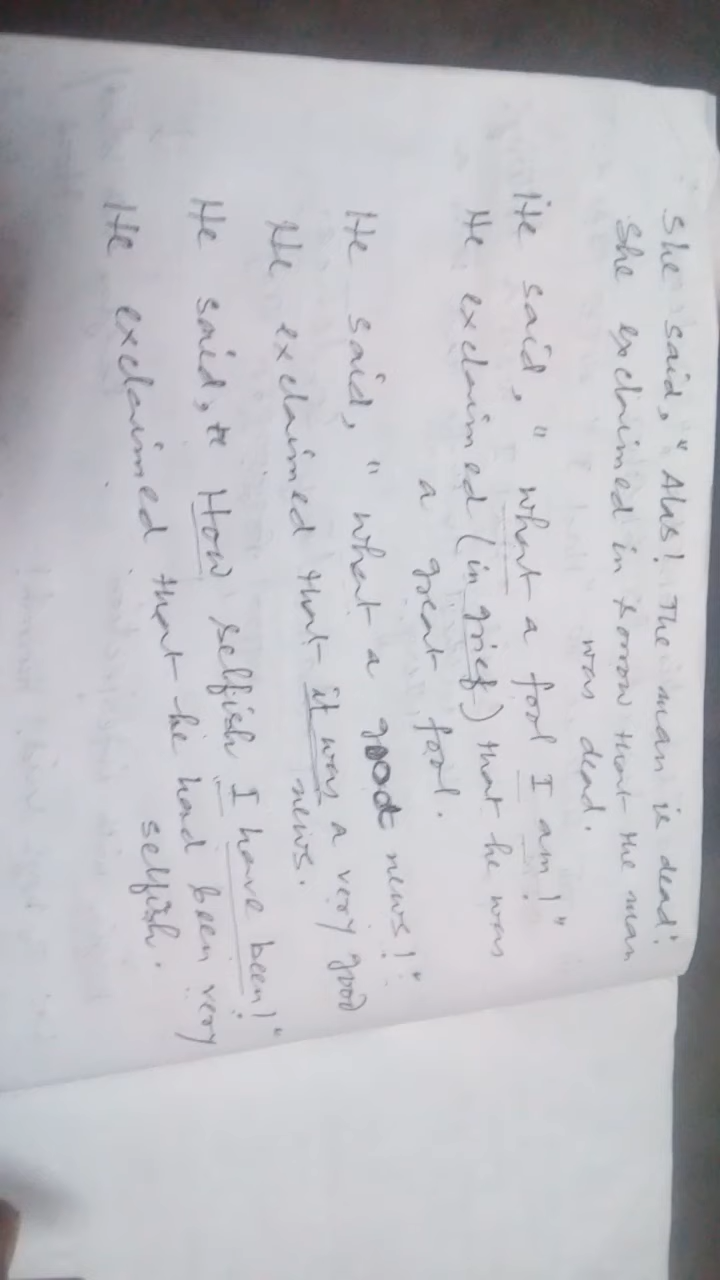 She said, "Alas! The man is dead".
She exclaimed in sorrow that the man
was dead.
He said, " what a fool I am!"
He exclaimed (in grief) that he was
a great fool.
He said, " what a good news!"
He exclaimed that it was a very good
news.
He said, How selfish I have been!"
He exclaimed that he had been very
selfish.